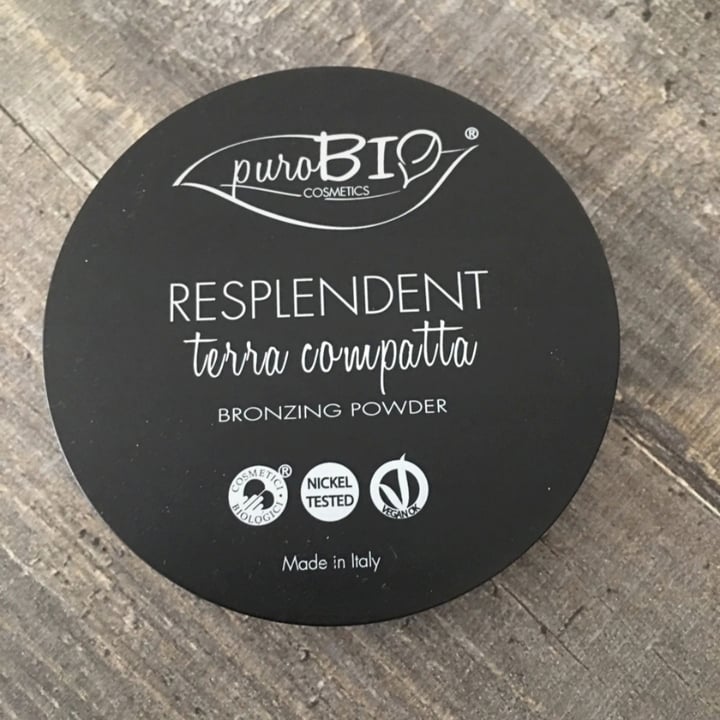 puroBIO®
COSMETICS
RESPLENDENT
terra compatta
BRONZING POWDER
COSMETICI BIOLOGICI ®
NICKEL TESTED
VEGAN OK
Made in Italy